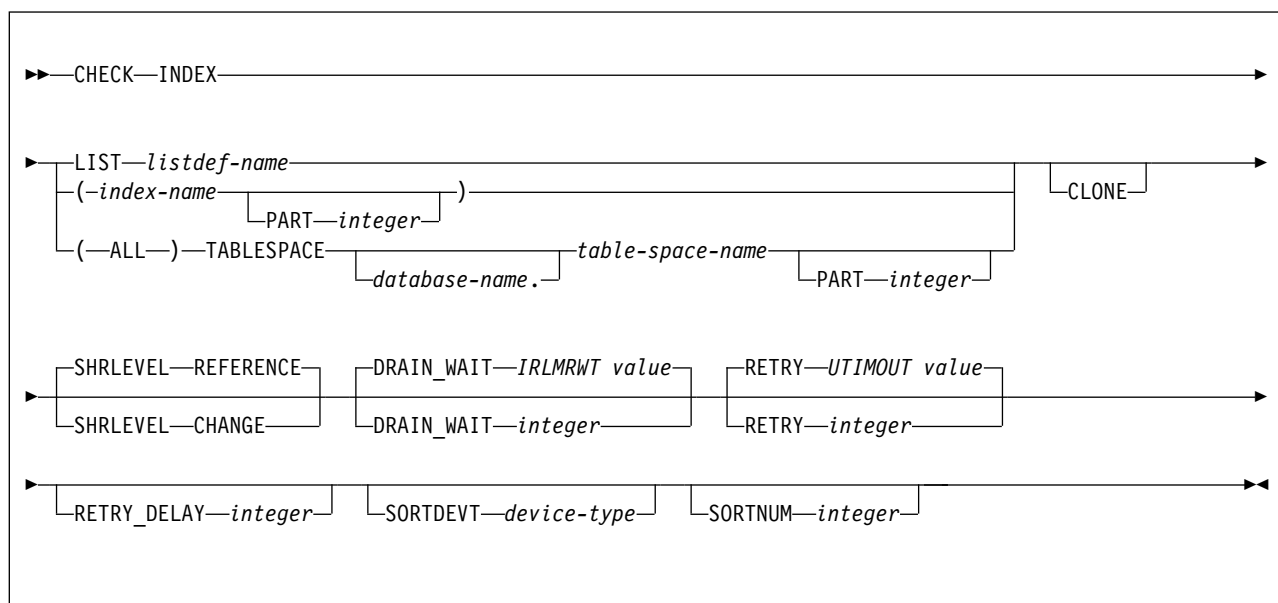 CHECK INDEX
LIST listdef-name
( index-name )
PART integer
CLONE
( ALL ) TABLESPACE table-space-name
database-name. PART integer
SHRLEVEL REFERENCE DRAIN_WAIT IRLMRWT value RETRY UTIMOUT value
SHRLEVEL CHANGE DRAIN_WAIT integer RETRY integer
RETRY_DELAY integer SORTDEVT device-type SORTNUM integer